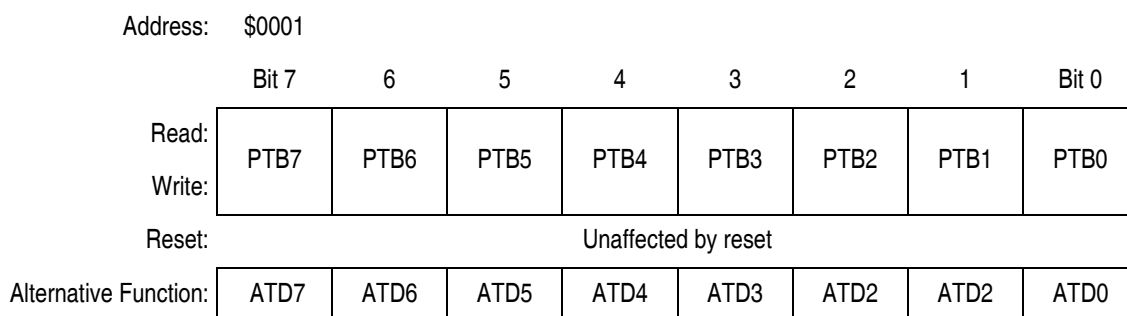 Address: $0001
Bit 7 6 5 4 3 2 1 Bit 0
Read:
PTB7 PTB6 PTB5 PTB4 PTB3 PTB2 PTB1 PTB0
Write:
Reset: Unaffected by reset
Alternative Function: ATD7 ATD6 ATD5 ATD4 ATD3 ATD2 ATD2 ATD0